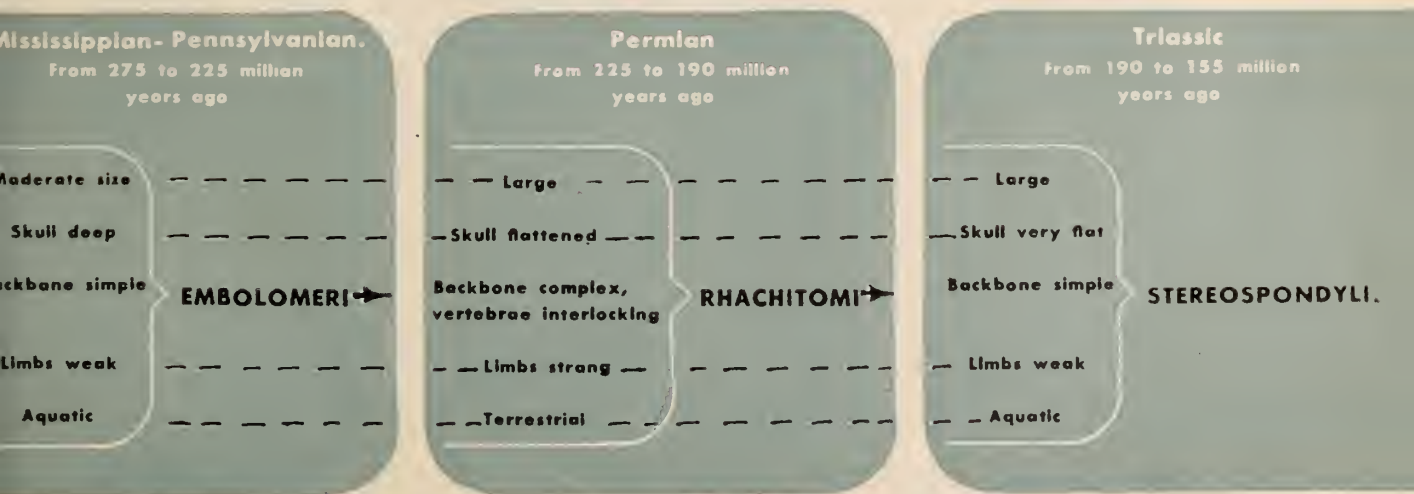 Mississippian- Pennsylvanian.
From 275 to 225 million
years ago
Moderate size
Skull deep
ackbone simple
EMBOLOMERI
Limbs weak
Aquatic
Permian
From 225 to 190 million
years ago
Large
Skull flattened
Backbone complex,
vertebrae interlocking
RHACHITOMI
Limbs strong
Terrestrial
Triassic
From 190 to 155 million
years ago
Large
Skull very flat
Backbone simple
STEREOSPONDYLI.
Limbs weak
Aquatic